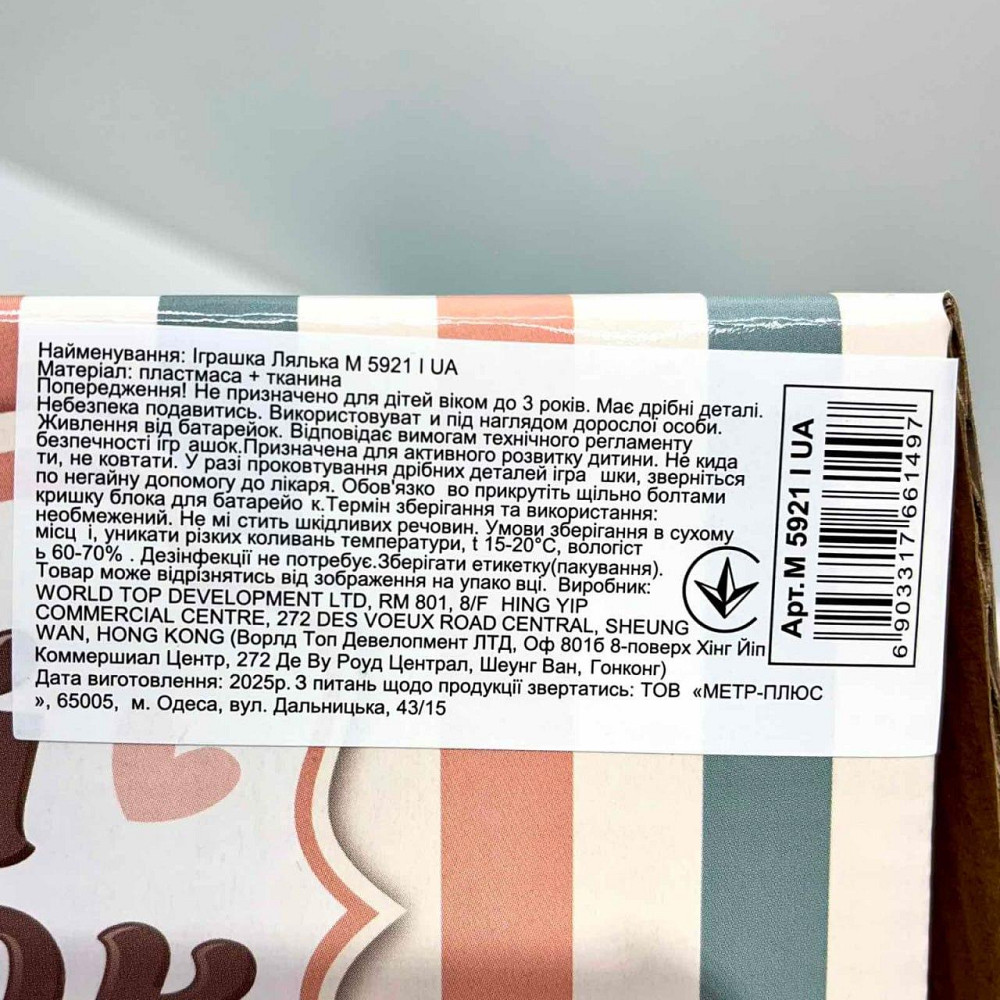 Найменування: Іграшка Лялька M 5921 I UA
Матеріал: пластмаса + тканина
Попередження! Не призначено для дітей віком до 3 років. Має дрібні деталі.
Небезпека подавитись. Використовуват и під наглядом дорослої особи.
Живлення від батарейок. Відповідає вимогам технічного регламенту
безпечності ігр ашок.Призначена для активного розвитку дитини. Не кида
ти, не ковтати. У разі проковтування дрібних деталей ігра шки, зверніться
по негайну допомогу до лікаря. Обов'язко во прикрутіть щільно болтами
кришку блока для батарейо к.Термін зберігання та використання:
необмежений. Не мі стить шкідливих речовин. Умови зберігання в сухому
місц і, уникати різких коливань температури, t 15-20°C, вологіст
ь 60-70% . Дезінфекції не потребує.Зберігати етикетку(пакування).
Товар може відрізнятись від зображення на упако вці. Виробник:
WORLD TOP DEVELOPMENT LTD, RM 801, 8/F HING YIP
COMMERCIAL CENTRE, 272 DES VOEUX ROAD CENTRAL, SHEUNG
WAN, HONG KONG (Ворлд Топ Девелопмент ЛТД, Оф 801б 8-поверх Хінг Йіп
Коммершиал Центр, 272 Де Ву Роуд Централ, Шеунг Ван, Гонконг)
Дата виготовлення: 2025р. З питань щодо продукції звертатись: ТОВ «МЕТР-ПЛЮС
», 65005, м. Одеса, вул. Дальницька, 43/15
Арт. M 5921 I UA
6 903317 661497